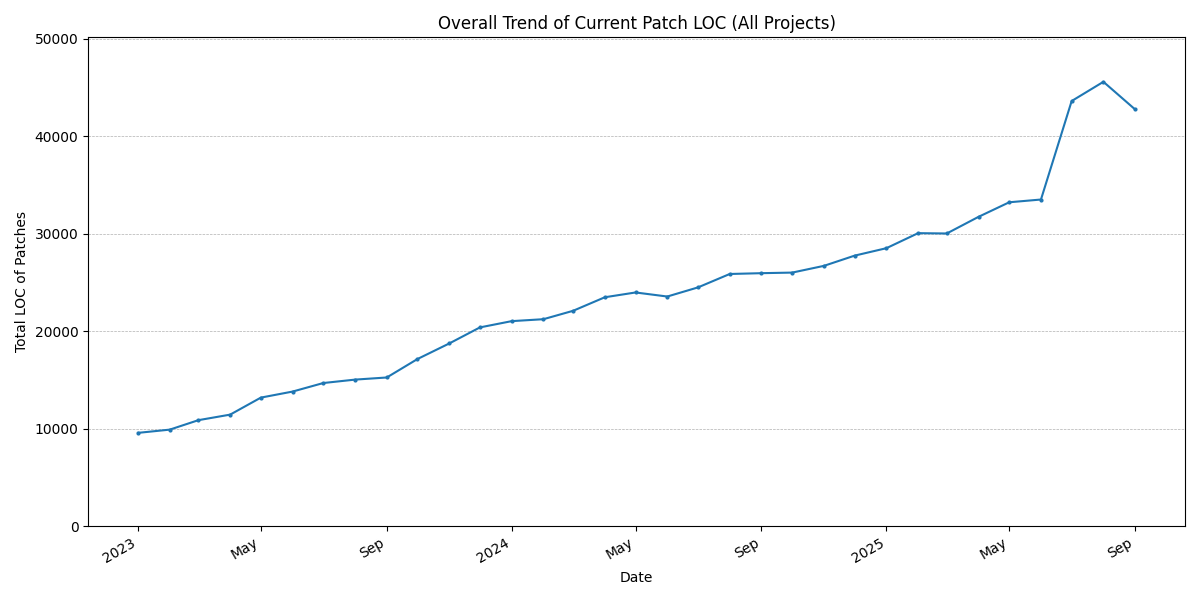 Overall Trend of Current Patch LOC (All Projects)
Total LOC of Patches
50000
40000
30000
20000
10000
0
2023
May
Sep
2024
May
Sep
2025
May
Sep
Date